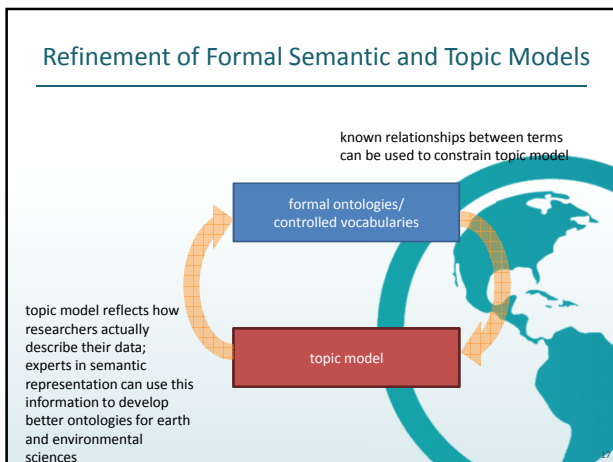 Refinement of Formal Semantic and Topic Models
known relationships between terms
can be used to constrain topic model
formal ontologies/
controlled vocabularies
topic model reflects how
researchers actually
describe their data;
experts in semantic
representation can use this
information to develop
better ontologies for earth
and environmental
sciences
topic model
17